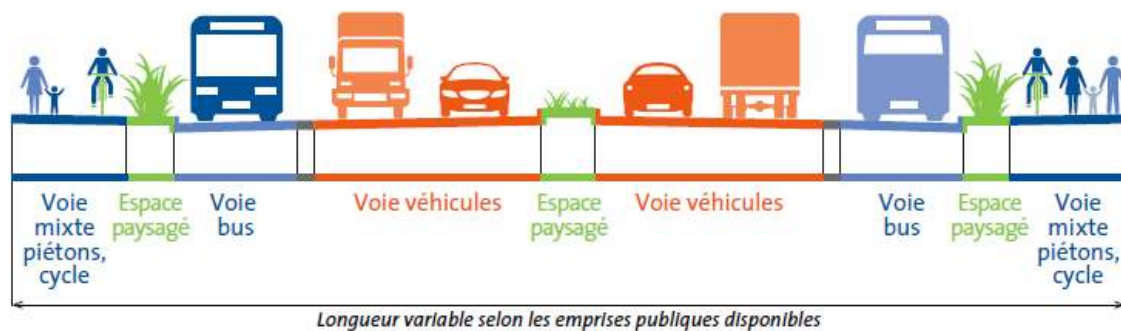 Voie
mixte
piétons,
cycle
Espace
paysagé
Voie
bus
Voie véhicules
Espace
paysagé
Voie véhicules
Voie
bus
Espace
paysagé
Voie
mixte
piétons,
cycle
Longueur variable selon les emprises publiques disponibles